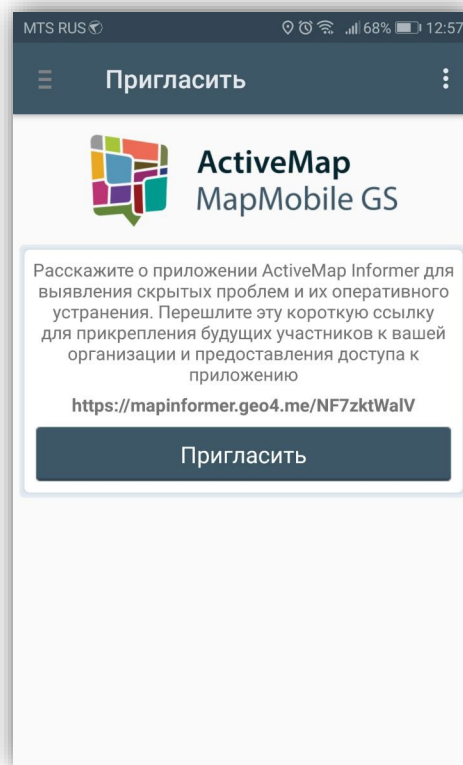 MTS RUS 68% 12:57
Пригласить
ActiveMap
MapMobile GS
Расскажите о приложении ActiveMap Informer для
выявления скрытых проблем и их оперативного
устранения. Перешлите эту короткую ссылку
для прикрепления будущих участников к вашей
организации и предоставления доступа к
приложению
https://mapinformer.geo4.me/NF7zktWalV
Пригласить